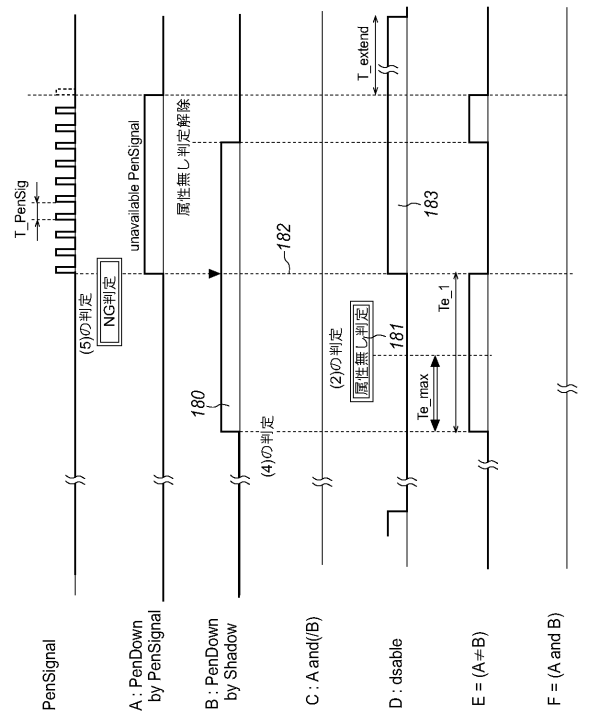 PenSignal
T_PenSig
(5)の判定
NG判定
A : PenDown
by PenSignal
unavailable PenSignal
属性無し判定解除
B : PenDown
by Shadow
180
(4)の判定
182
C : A and(/B)
(2)の判定
属性無し判定
181
183
T_extend
D : dsable
Te_max
Te_1
E = (A≠B)
F = (A and B)